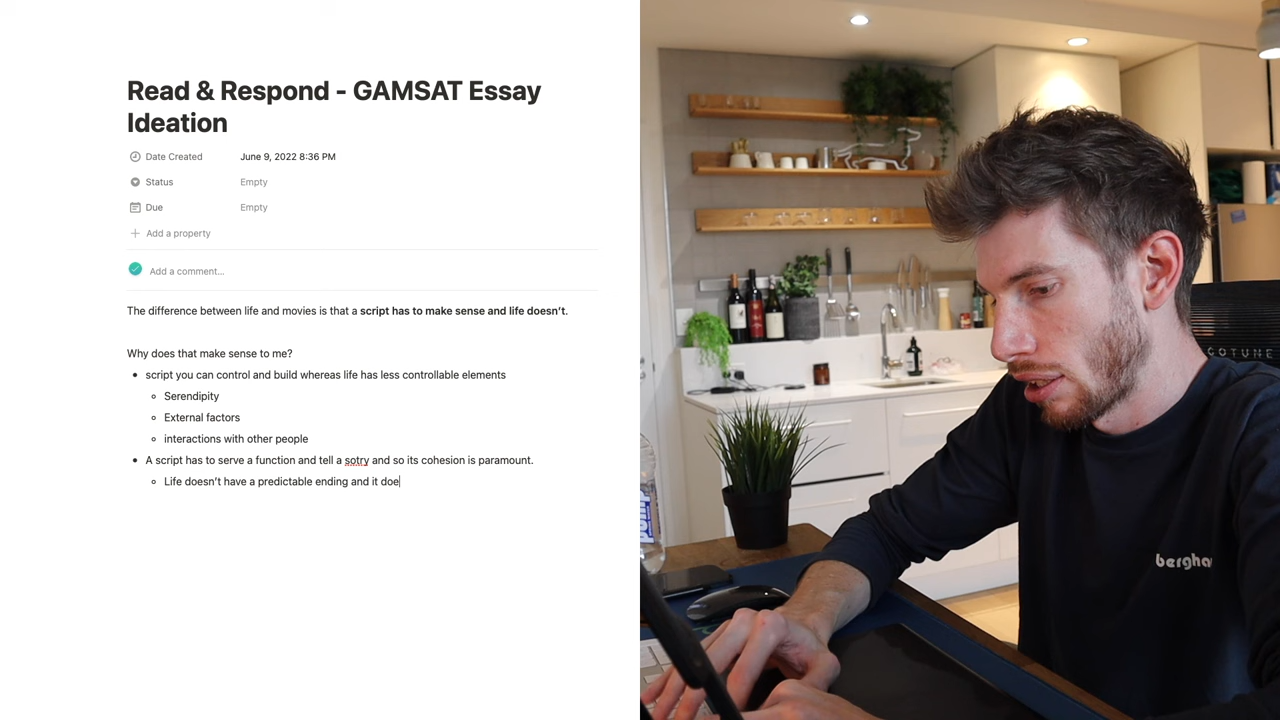 Read & Respond - GAMSAT Essay
Ideation
Date Created June 9, 2022 8:36 PM
Status Empty
Due Empty
Add a property
Add a comment...
The difference between life and movies is that a script has to make sense and life doesn't.
Why does that make sense to me?
script you can control and build whereas life has less controllable elements
Serendipity
External factors
interactions with other people
A script has to serve a function and tell a sotry and so its cohesion is paramount.
Life doesn't have a predictable ending and it doe
COTUNE
bergha